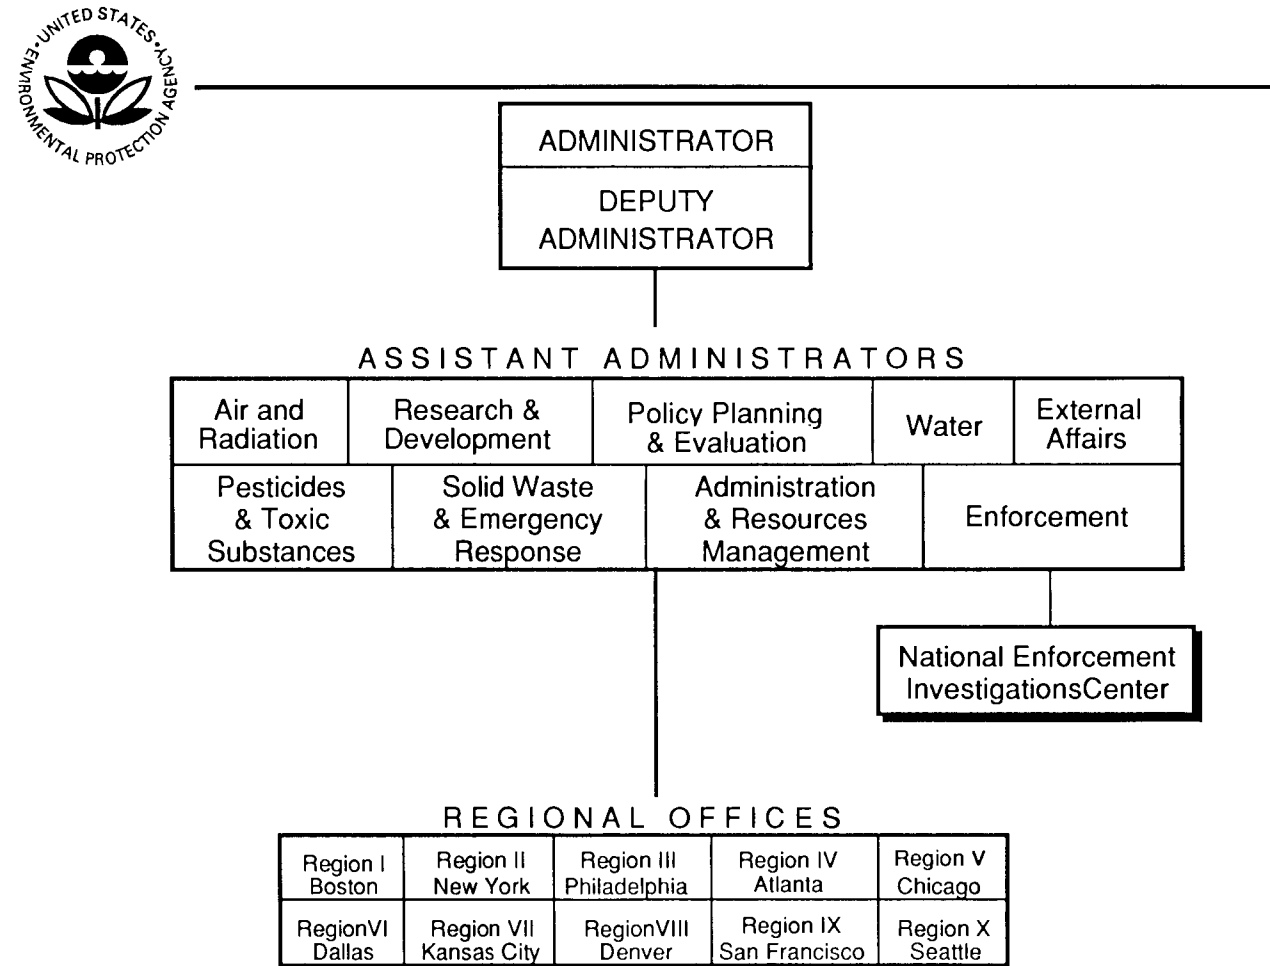 UNITED STATES
ENVIRONMENTAL PROTECTION AGENCY
ADMINISTRATOR
DEPUTY
ADMINISTRATOR
ASSISTANT ADMINISTRATORS
Air and
Radiation
Research &
Development
Policy Planning
& Evaluation
Water
External
Affairs
Pesticides
& Toxic
Substances
Solid Waste
& Emergency
Response
Administration
& Resources
Management
Enforcement
National Enforcement
InvestigationsCenter
REGIONAL OFFICES
Region I
Boston
Region II
New York
Region III
Philadelphia
Region IV
Atlanta
Region V
Chicago
RegionVI
Dallas
Region VII
Kansas City
RegionVIII
Denver
Region IX
San Francisco
Region X
Seattle